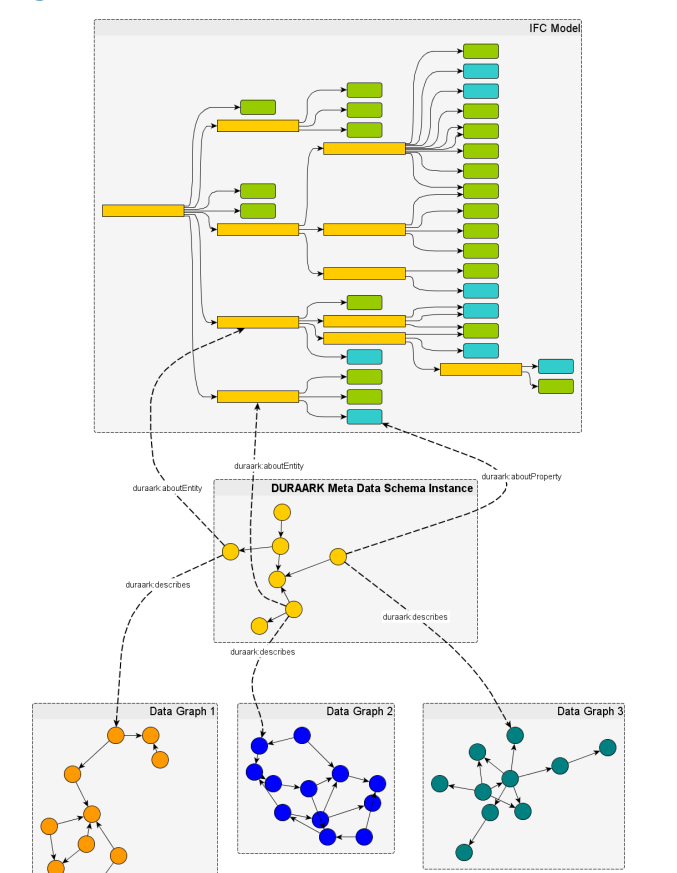 IFC Model
duraark:aboutEntity
duraark:aboutProperty
duraark:aboutEntity
DURAARK Meta Data Schema Instance
duraark:describes
duraark:describes
duraark:describes
Data Graph 1
Data Graph 2
Data Graph 3